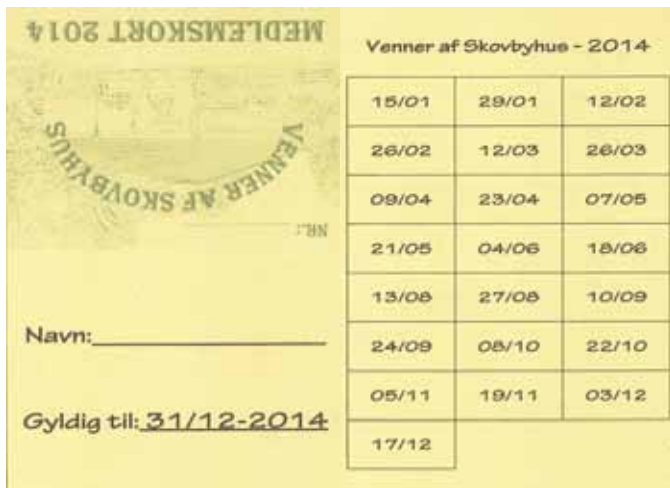 MEDLEMSKORT 2014
VENNER AF SKOVBYHUS
NR.:
Navn:
Gyldig til: 31/12-2014
Venner af Skovbyhus - 2014
15/01 29/01 12/02
26/02 12/03 26/03
09/04 23/04 07/05
21/05 04/06 18/06
13/08 27/08 10/09
24/09 08/10 22/10
05/11 19/11 03/12
17/12